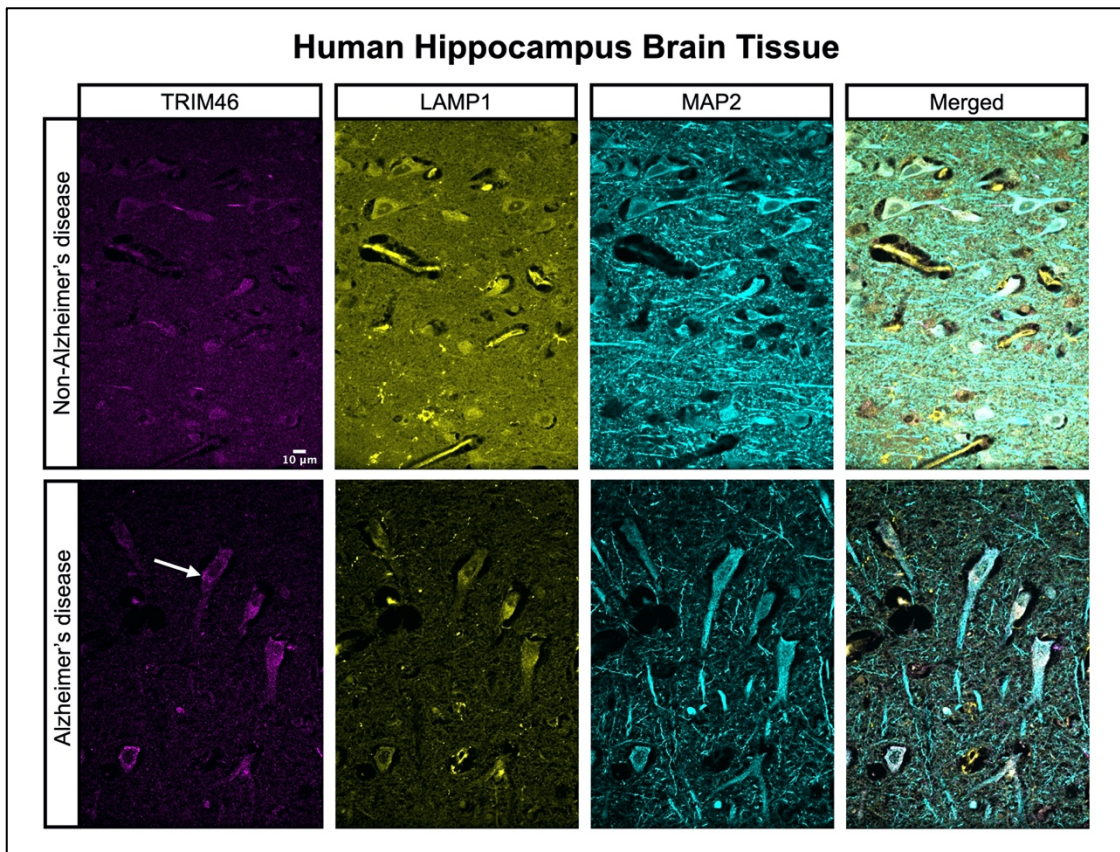 Human Hippocampus Brain Tissue
TRIM46
LAMP1
MAP2
Merged
Non-Alzheimer's disease
10 µm
Alzheimer's disease